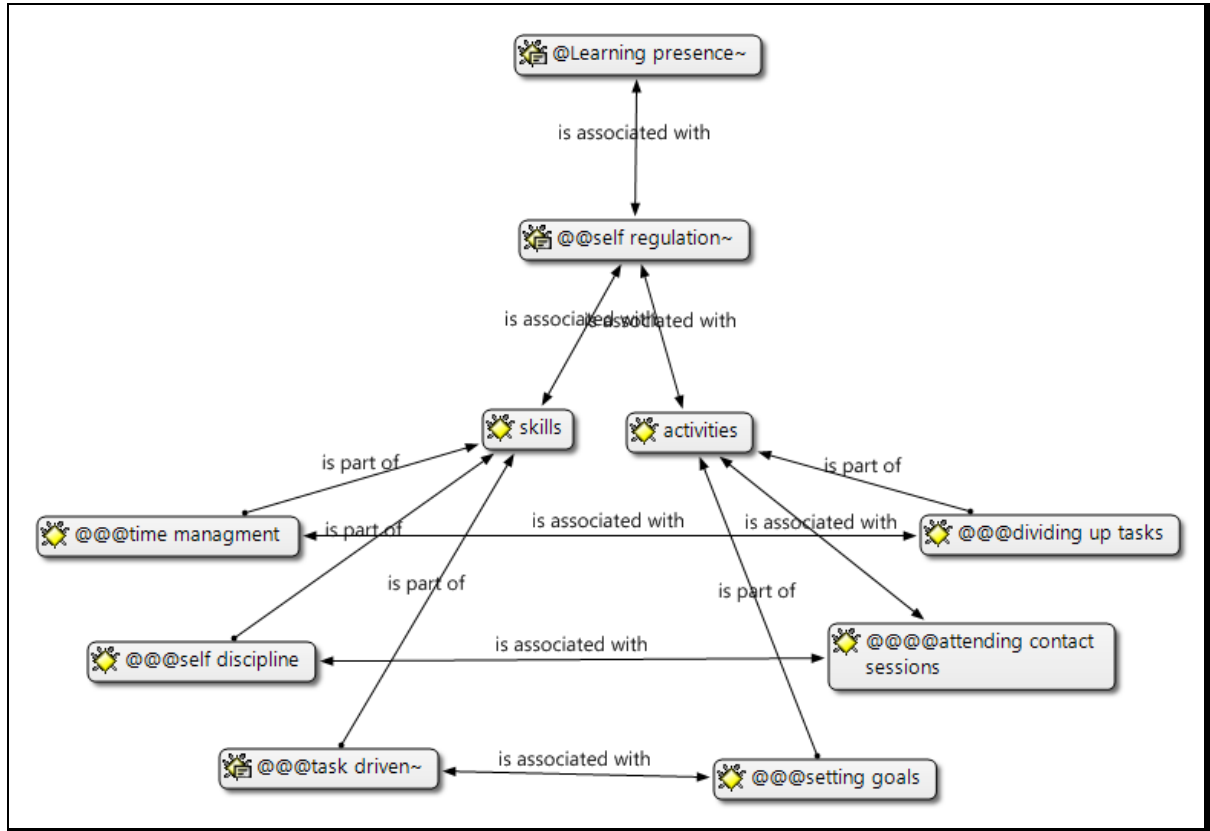 @Learning presence~
is associated with
@@self regulation~
is associated with
is associated with
skills
activities
is part of
is part of
@@@time managment
is part of
is associated with
is associated with
@@@dividing up tasks
is part of
is part of
@@@self discipline
is associated with
@@@@attending contact
sessions
@@@task driven~
is associated with
@@@setting goals